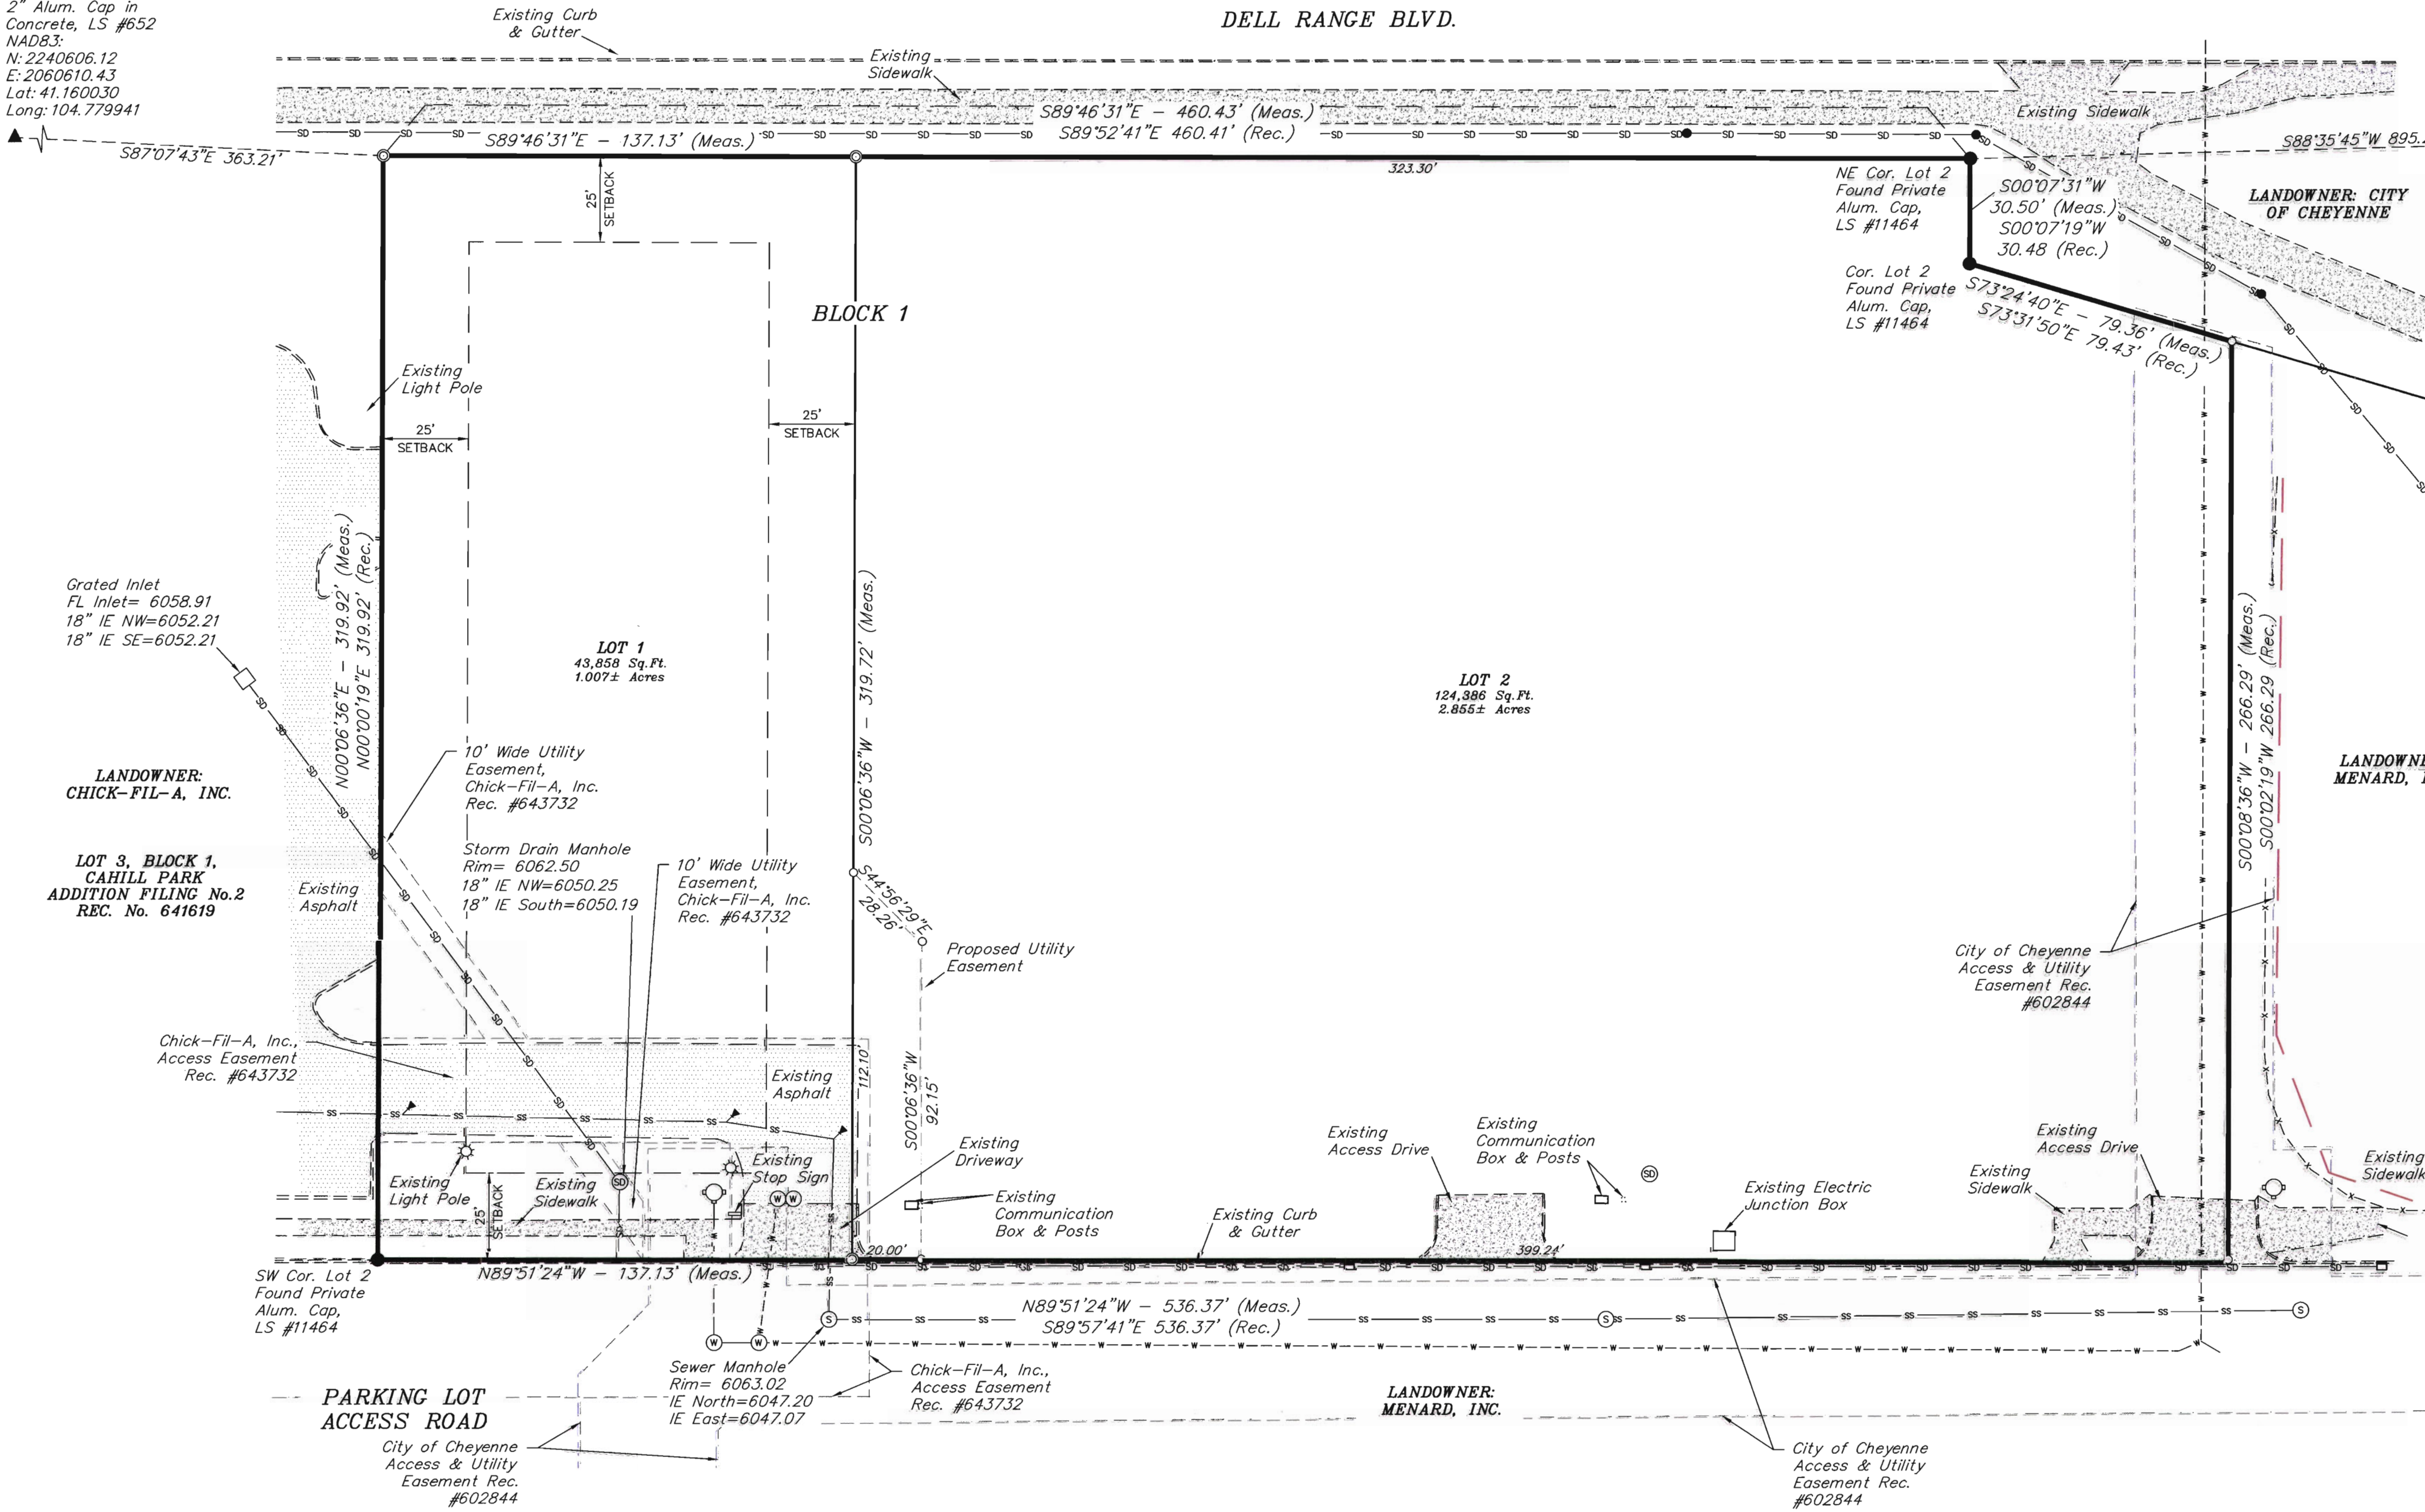 2" Alum. Cap in
Concrete, LS #652
NAD83:
N: 2240606.12
E: 2060610.43
Lat: 41.160030
Long: 104.779941
Existing Curb
& Gutter
DELL RANGE BLVD.
Existing
Sidewalk
S89°46'31"E - 460.43' (Meas.)
S89°52'41"E 460.41' (Rec.)
Existing Sidewalk
S87°07'43"E 363.21'
S89°46'31"E - 137.13' (Meas.)
323.30'
S88°35'45"W 895.
25'
SETBACK
NE Cor. Lot 2
Found Private
Alum. Cap,
LS #11464
S00°07'31"W
30.50' (Meas.)
S00°07'19"W
30.48 (Rec.)
LANDOWNER: CITY
OF CHEYENNE
Cor. Lot 2
Found Private
Alum. Cap,
LS #11464
S73°24'40"E - 79.36' (Meas.)
S73°31'50"E 79.43' (Rec.)
BLOCK 1
Existing
Light Pole
25'
SETBACK
25'
SETBACK
N00°06'36"E - 319.92' (Meas.)
N00°00'19"E 319.92' (Rec.)
Grated Inlet
FL Inlet= 6058.91
18" IE NW=6052.21
18" IE SE=6052.21
LOT 1
43,858 Sq.Ft.
1.007± Acres
S00°06'36"W - 319.72' (Meas.)
LOT 2
124,386 Sq.Ft.
2.855± Acres
S00°08'36"W - 266.29' (Meas.)
S00°02'19"W 266.29 (Rec.)
LANDOWNER:
CHICK-FIL-A, INC.
LANDOWN
MENARD,
10' Wide Utility
Easement,
Chick-Fil-A, Inc.
Rec. #643732
LOT 3, BLOCK 1,
CAHILL PARK
ADDITION FILING No.2
REC. No. 641619
Existing
Asphalt
Storm Drain Manhole
Rim= 6062.50
18" IE NW=6050.25
18" IE South=6050.19
10' Wide Utility
Easement,
Chick-Fil-A, Inc.
Rec. #643732
S44°56'29"E
28.26'
Proposed Utility
Easement
City of Cheyenne
Access & Utility
Easement Rec.
#602844
Chick-Fil-A, Inc.,
Access Easement
Rec. #643732
Existing
Asphalt
112.10'
S00°06'36"W
92.15'
Existing
Light Pole
Existing
Sidewalk
25'
SETBACK
Existing
Stop Sign
Existing
Driveway
Existing
Communication
Box & Posts
Existing Curb
& Gutter
Existing
Access Drive
Existing
Communication
Box & Posts
Existing Electric
Junction Box
Existing
Sidewalk
Existing
Access Drive
Existing
Sidewalk
20.00'
399.24'
SW Cor. Lot 2
Found Private
Alum. Cap,
LS #11464
N89°51'24"W - 137.13' (Meas.)
N89°51'24"W - 536.37' (Meas.)
S89°57'41"E 536.37' (Rec.)
Sewer Manhole
Rim= 6063.02
IE North=6047.20
IE East=6047.07
Chick-Fil-A, Inc.,
Access Easement
Rec. #643732
LANDOWNER:
MENARD, INC.
PARKING LOT
ACCESS ROAD
City of Cheyenne
Access & Utility
Easement Rec.
#602844
City of Cheyenne
Access & Utility
Easement Rec.
#602844